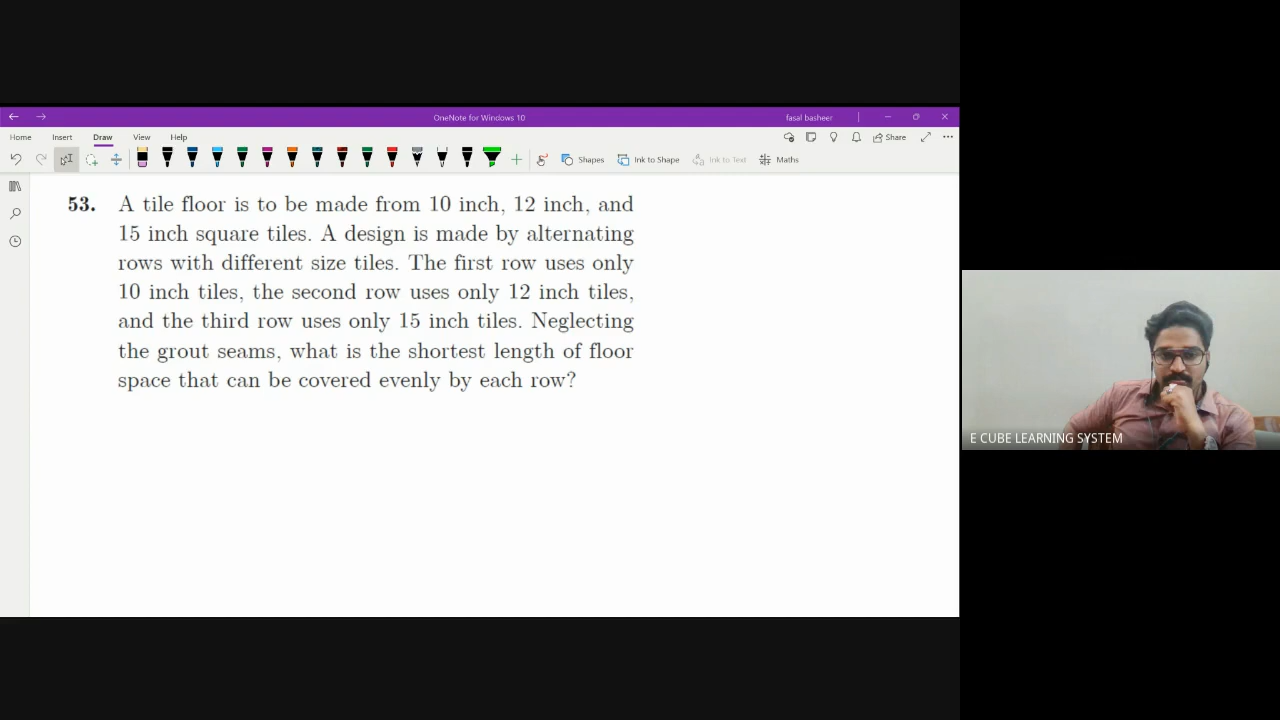 OneNote for Windows 10
fasal basheer
Home Insert Draw View Help
Share
Shapes Ink to Shape Ink to Text Maths
53. A tile floor is to be made from 10 inch, 12 inch, and
15 inch square tiles. A design is made by alternating
rows with different size tiles. The first row uses only
10 inch tiles, the second row uses only 12 inch tiles,
and the third row uses only 15 inch tiles. Neglecting
the grout seams, what is the shortest length of floor
space that can be covered evenly by each row?
E CUBE LEARNING SYSTEM